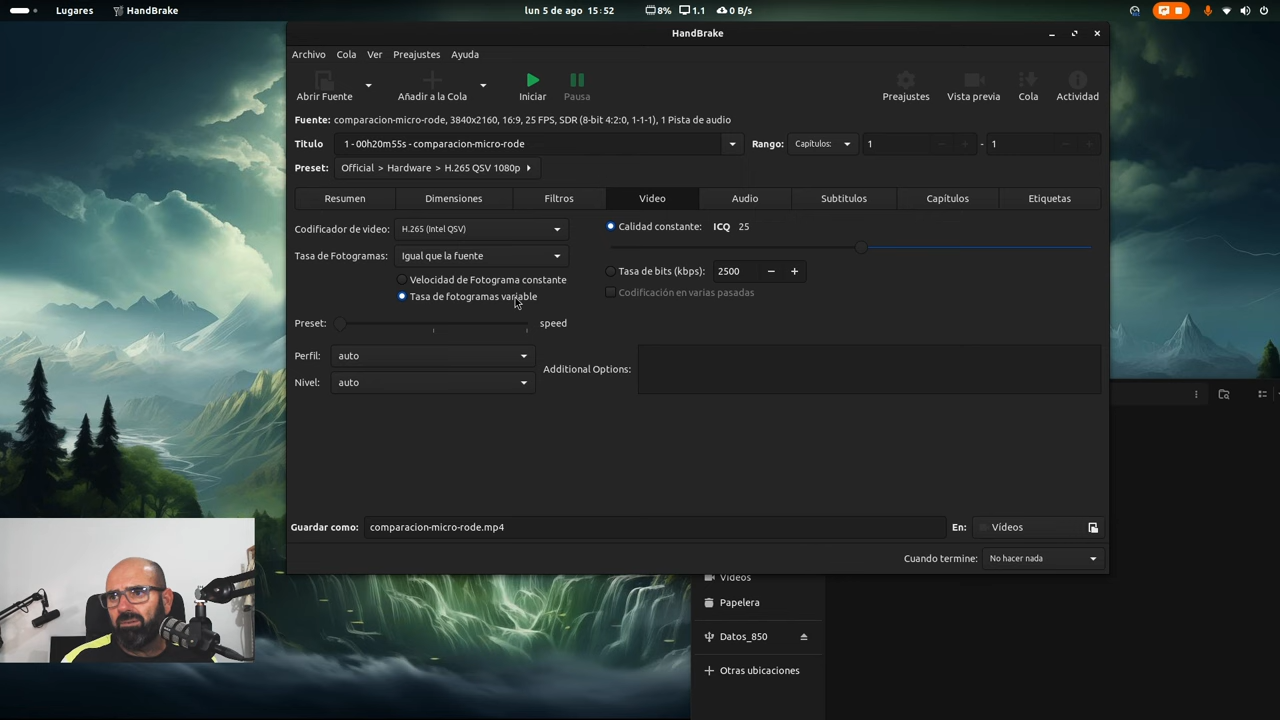 Lugares HandBrake lun 5 de ago 15:52 8% 1.1 0 B/s
HandBrake
Archivo Cola Ver Preajustes Ayuda
Abrir Fuente Añadir a la Cola Iniciar Pausa Preajustes Vista previa Cola Actividad
Fuente: comparacion-micro-rode, 3840x2160, 16:9, 25 FPS, SDR (8-bit 4:2:0, 1-1-1), 1 Pista de audio
Titulo 1 - 00h20m55s - comparacion-micro-rode Rango: Capítulos: 1 - 1
Preset: Official > Hardware > H.265 QSV 1080p
Resumen Dimensiones Filtros Video Audio Subtitulos Capítulos Etiquetas
Codificador de video: H.265 (Intel QSV) Calidad constante: ICQ 25
Tasa de Fotogramas: Igual que la fuente
Tasa de bits (kbps): 2500
Velocidad de Fotograma constante
Tasa de fotogramas variable Codificación en varias pasadas
Preset: speed
Perfil: auto
Additional Options:
Nivel: auto
Guardar como: comparacion-micro-rode.mp4 En: Vídeos
Cuando termine: No hacer nada
Vídeos
Papelera
Datos_850
Otras ubicaciones